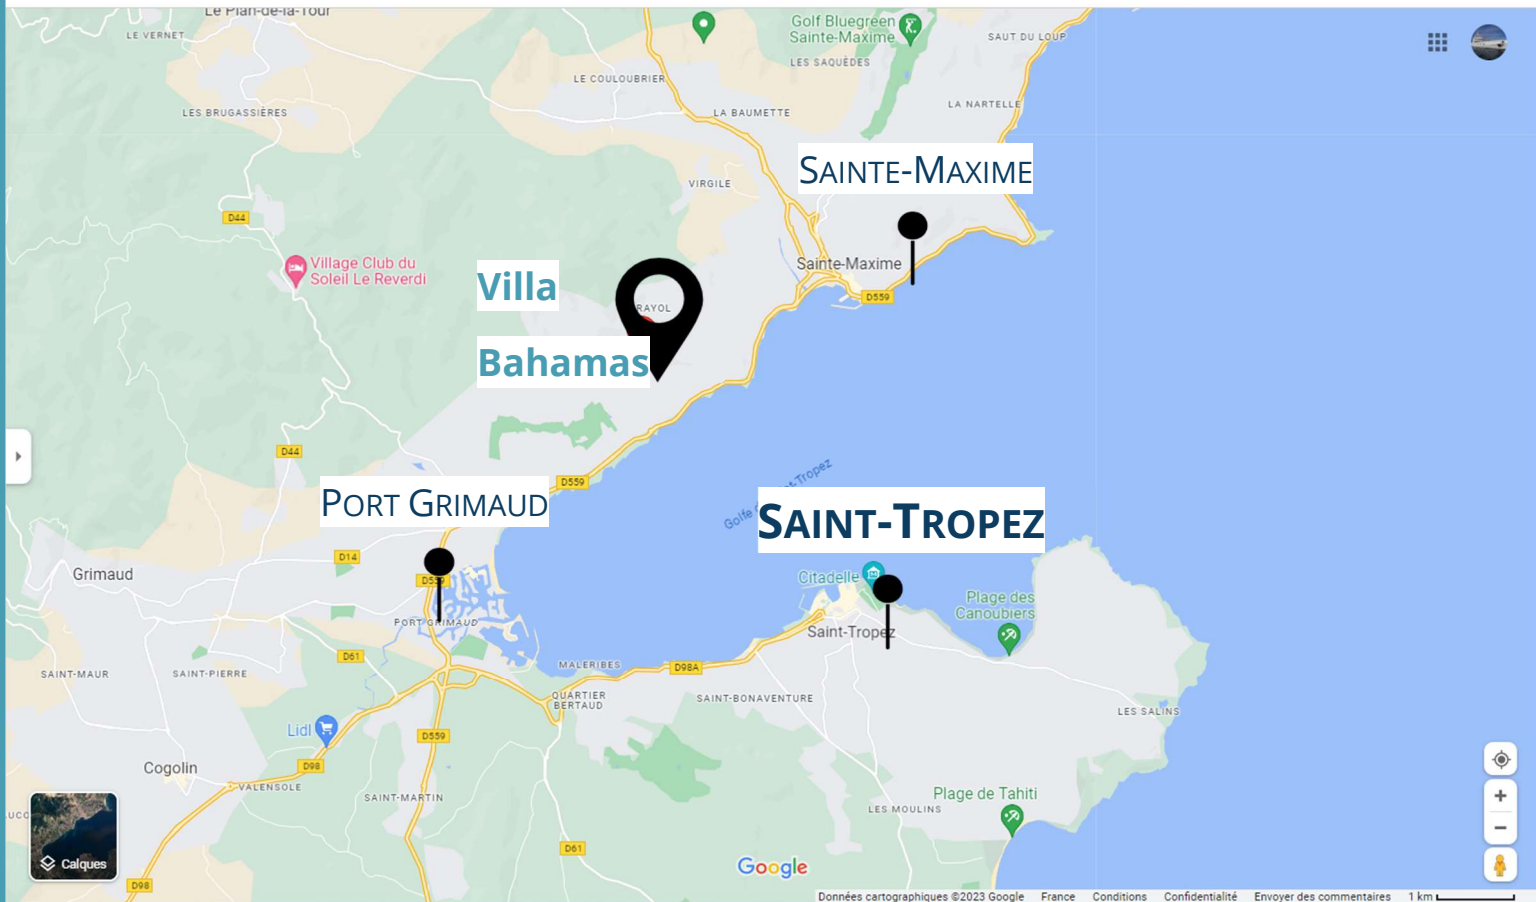 Le Plan-de-la-Tour
LE VERNET
Golf Bluegreen
Sainte-Maxime
SAUT DU LOUP
LES SAQUÈDES
LE COULOUBRIER
LES BRUGASSIÈRES
LA BAUMETTE
LA NARTELLE
SAINTE-MAXIME
VIRGILE
D44
Village Club du
Soleil Le Reverdi
Sainte-Maxime
D559
Villa
RAYOL
Bahamas
D44
D559
PORT GRIMAUD
Golfe
t-Tropez
SAINT-TROPEZ
D14
Grimaud
D559
Citadelle
Plage des
Canoubiers
PORT GRIMAUD
Saint-Tropez
D61
MALERIBES
D98A
SAINT-MAUR
SAINT-PIERRE
QUARTIER
BERTAUD
SAINT-BONAVENTURE
LES SALINS
Lidl
D559
D98
Cogolin
VALENSOLE
SAINT-MARTIN
Plage de Tahiti
LES MOULINS
D61
Calques
D98
Google
Données cartographiques ©2023 Google France Conditions Confidentialité Envoyer des commentaires 1 km